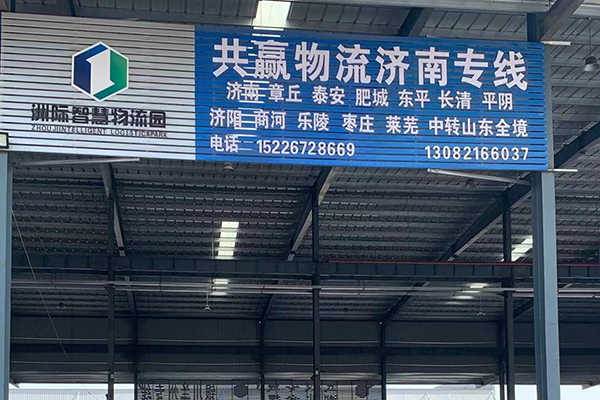 洲际智慧物流园
ZHOUJIINTELLIGENT LOGISTICSPARK
共赢物流济南专线
济南 章丘 泰安 肥城 东平 长清 平阴
济阳 商河 乐陵 枣庄 莱芜 中转山东全境
电话 15226728669 13082166037